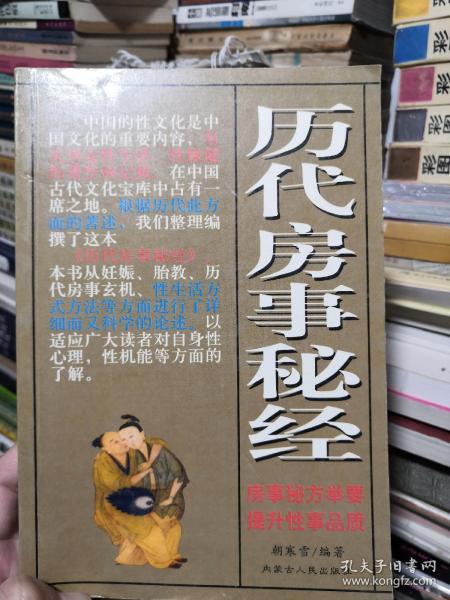 历代房事秘经
中国的性文化是中
国文化的重要内容,
在中国
古代文化宝库中占有一
席之地。根据历代此方
面的著述,我们整理编
撰了这本
《历代房事秘经》
本书从妊娠、胎教、历
代房事玄机、性生活方
式方法等方面进行了详
细而又科学的论述。以
适应广大读者对自身性
心理,性机能等方面的
了解。
房事秘方举要
提升性事品质
朝寒雪/编著
内蒙古人民出版
孔夫子旧书网
kongfz.com